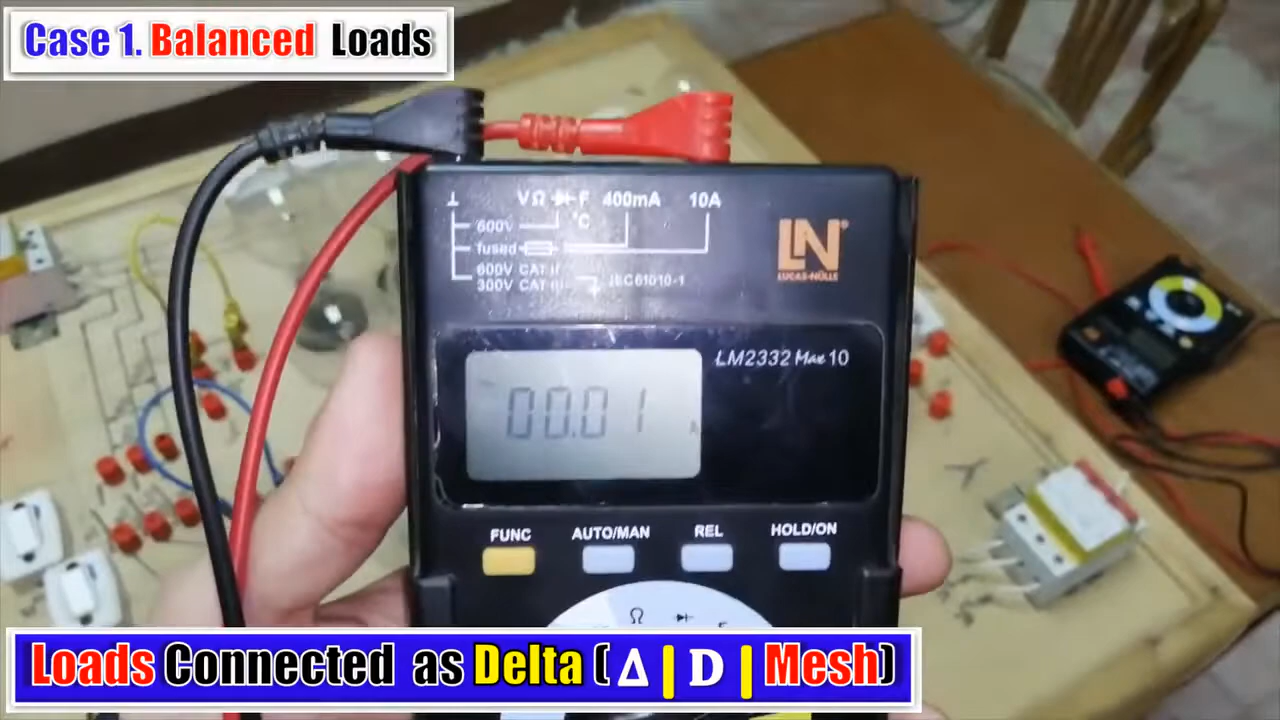 Case 1. Balanced Loads
⊥ VΩ F 400mA 10A
°C
600V
fused
600V CAT II
300V CAT III IEC61010-1
LN®
LUCAS-NÜLLE
LM2332 Max 10
00.01 A
FUNC AUTO/MAN REL HOLD/ON
Ω
Loads Connected as Delta (Δ|D|Mesh)